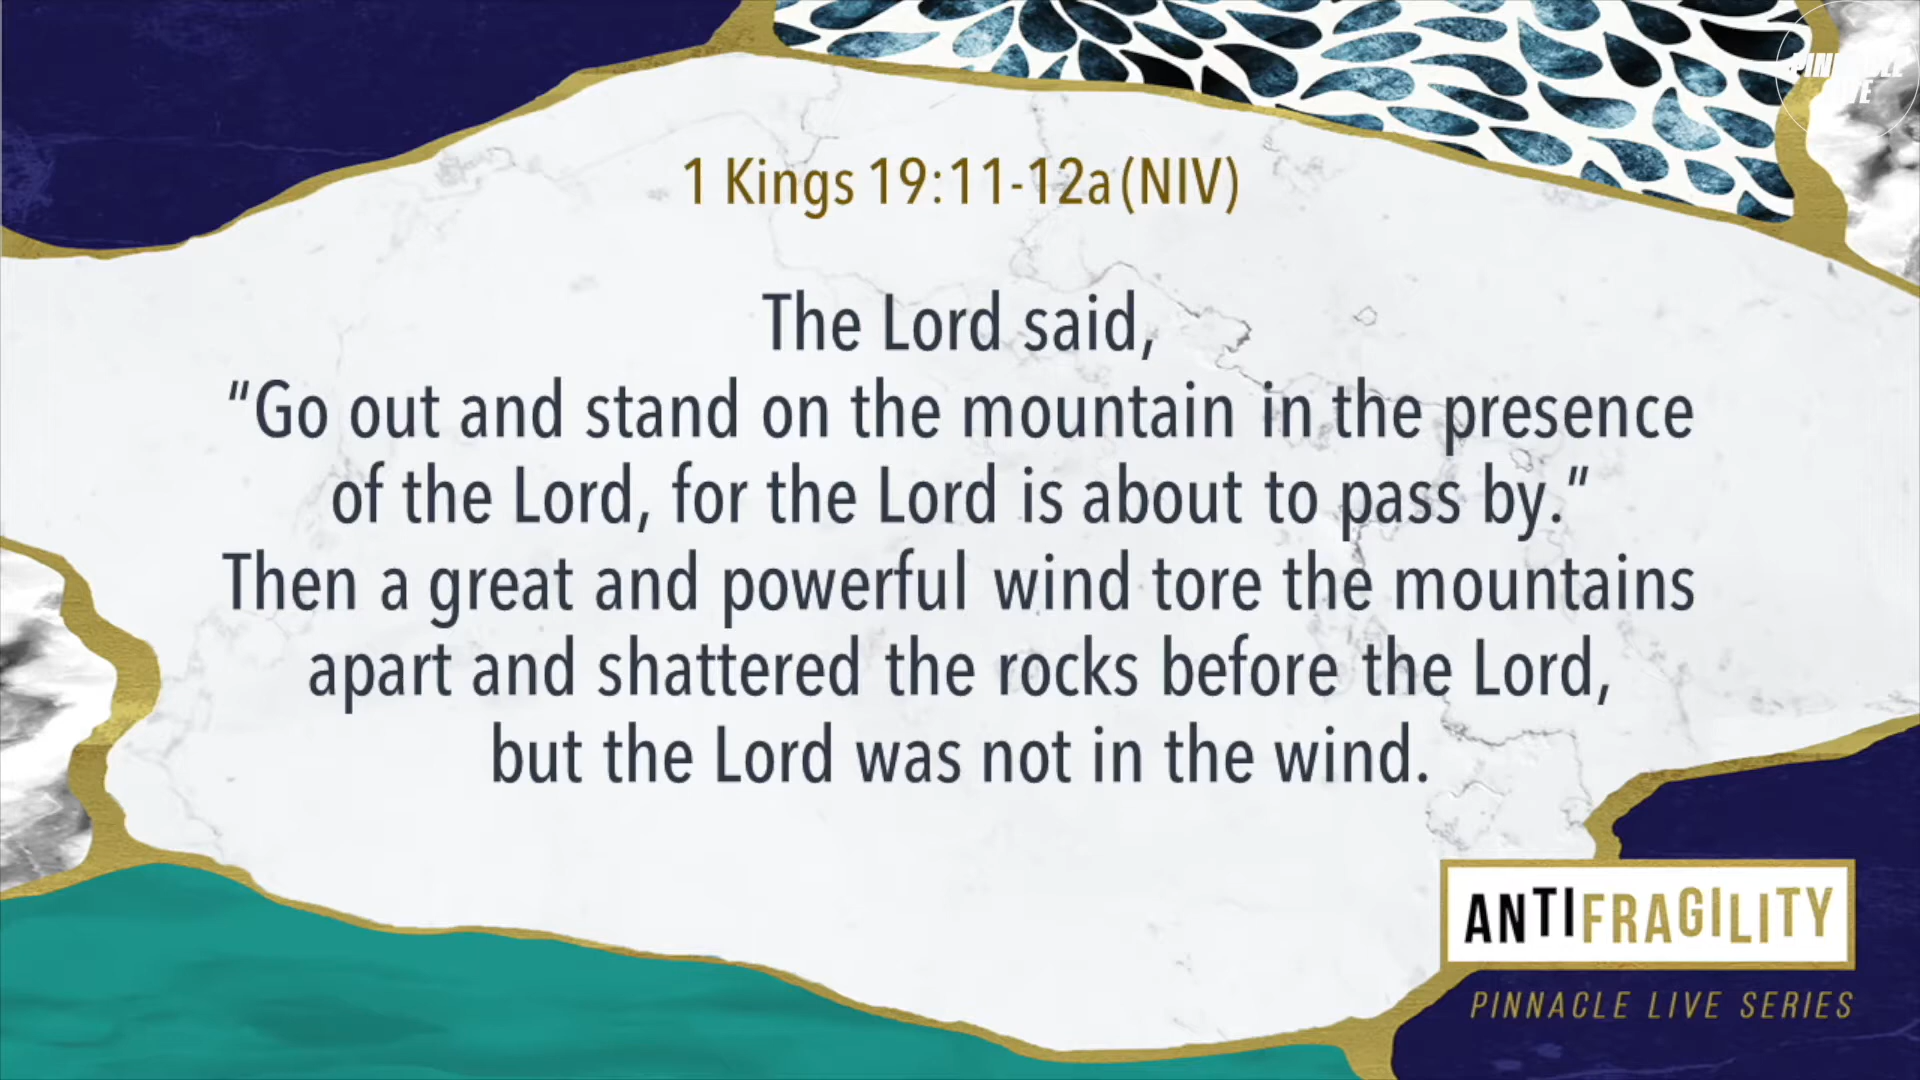 PINNACLE
LIVE
1 Kings 19:11-12a (NIV)
The Lord said,
“Go out and stand on the mountain in the presence
of the Lord, for the Lord is about to pass by.”
Then a great and powerful wind tore the mountains
apart and shattered the rocks before the Lord,
but the Lord was not in the wind.
ANTIFRAGILITY
PINNACLE LIVE SERIES